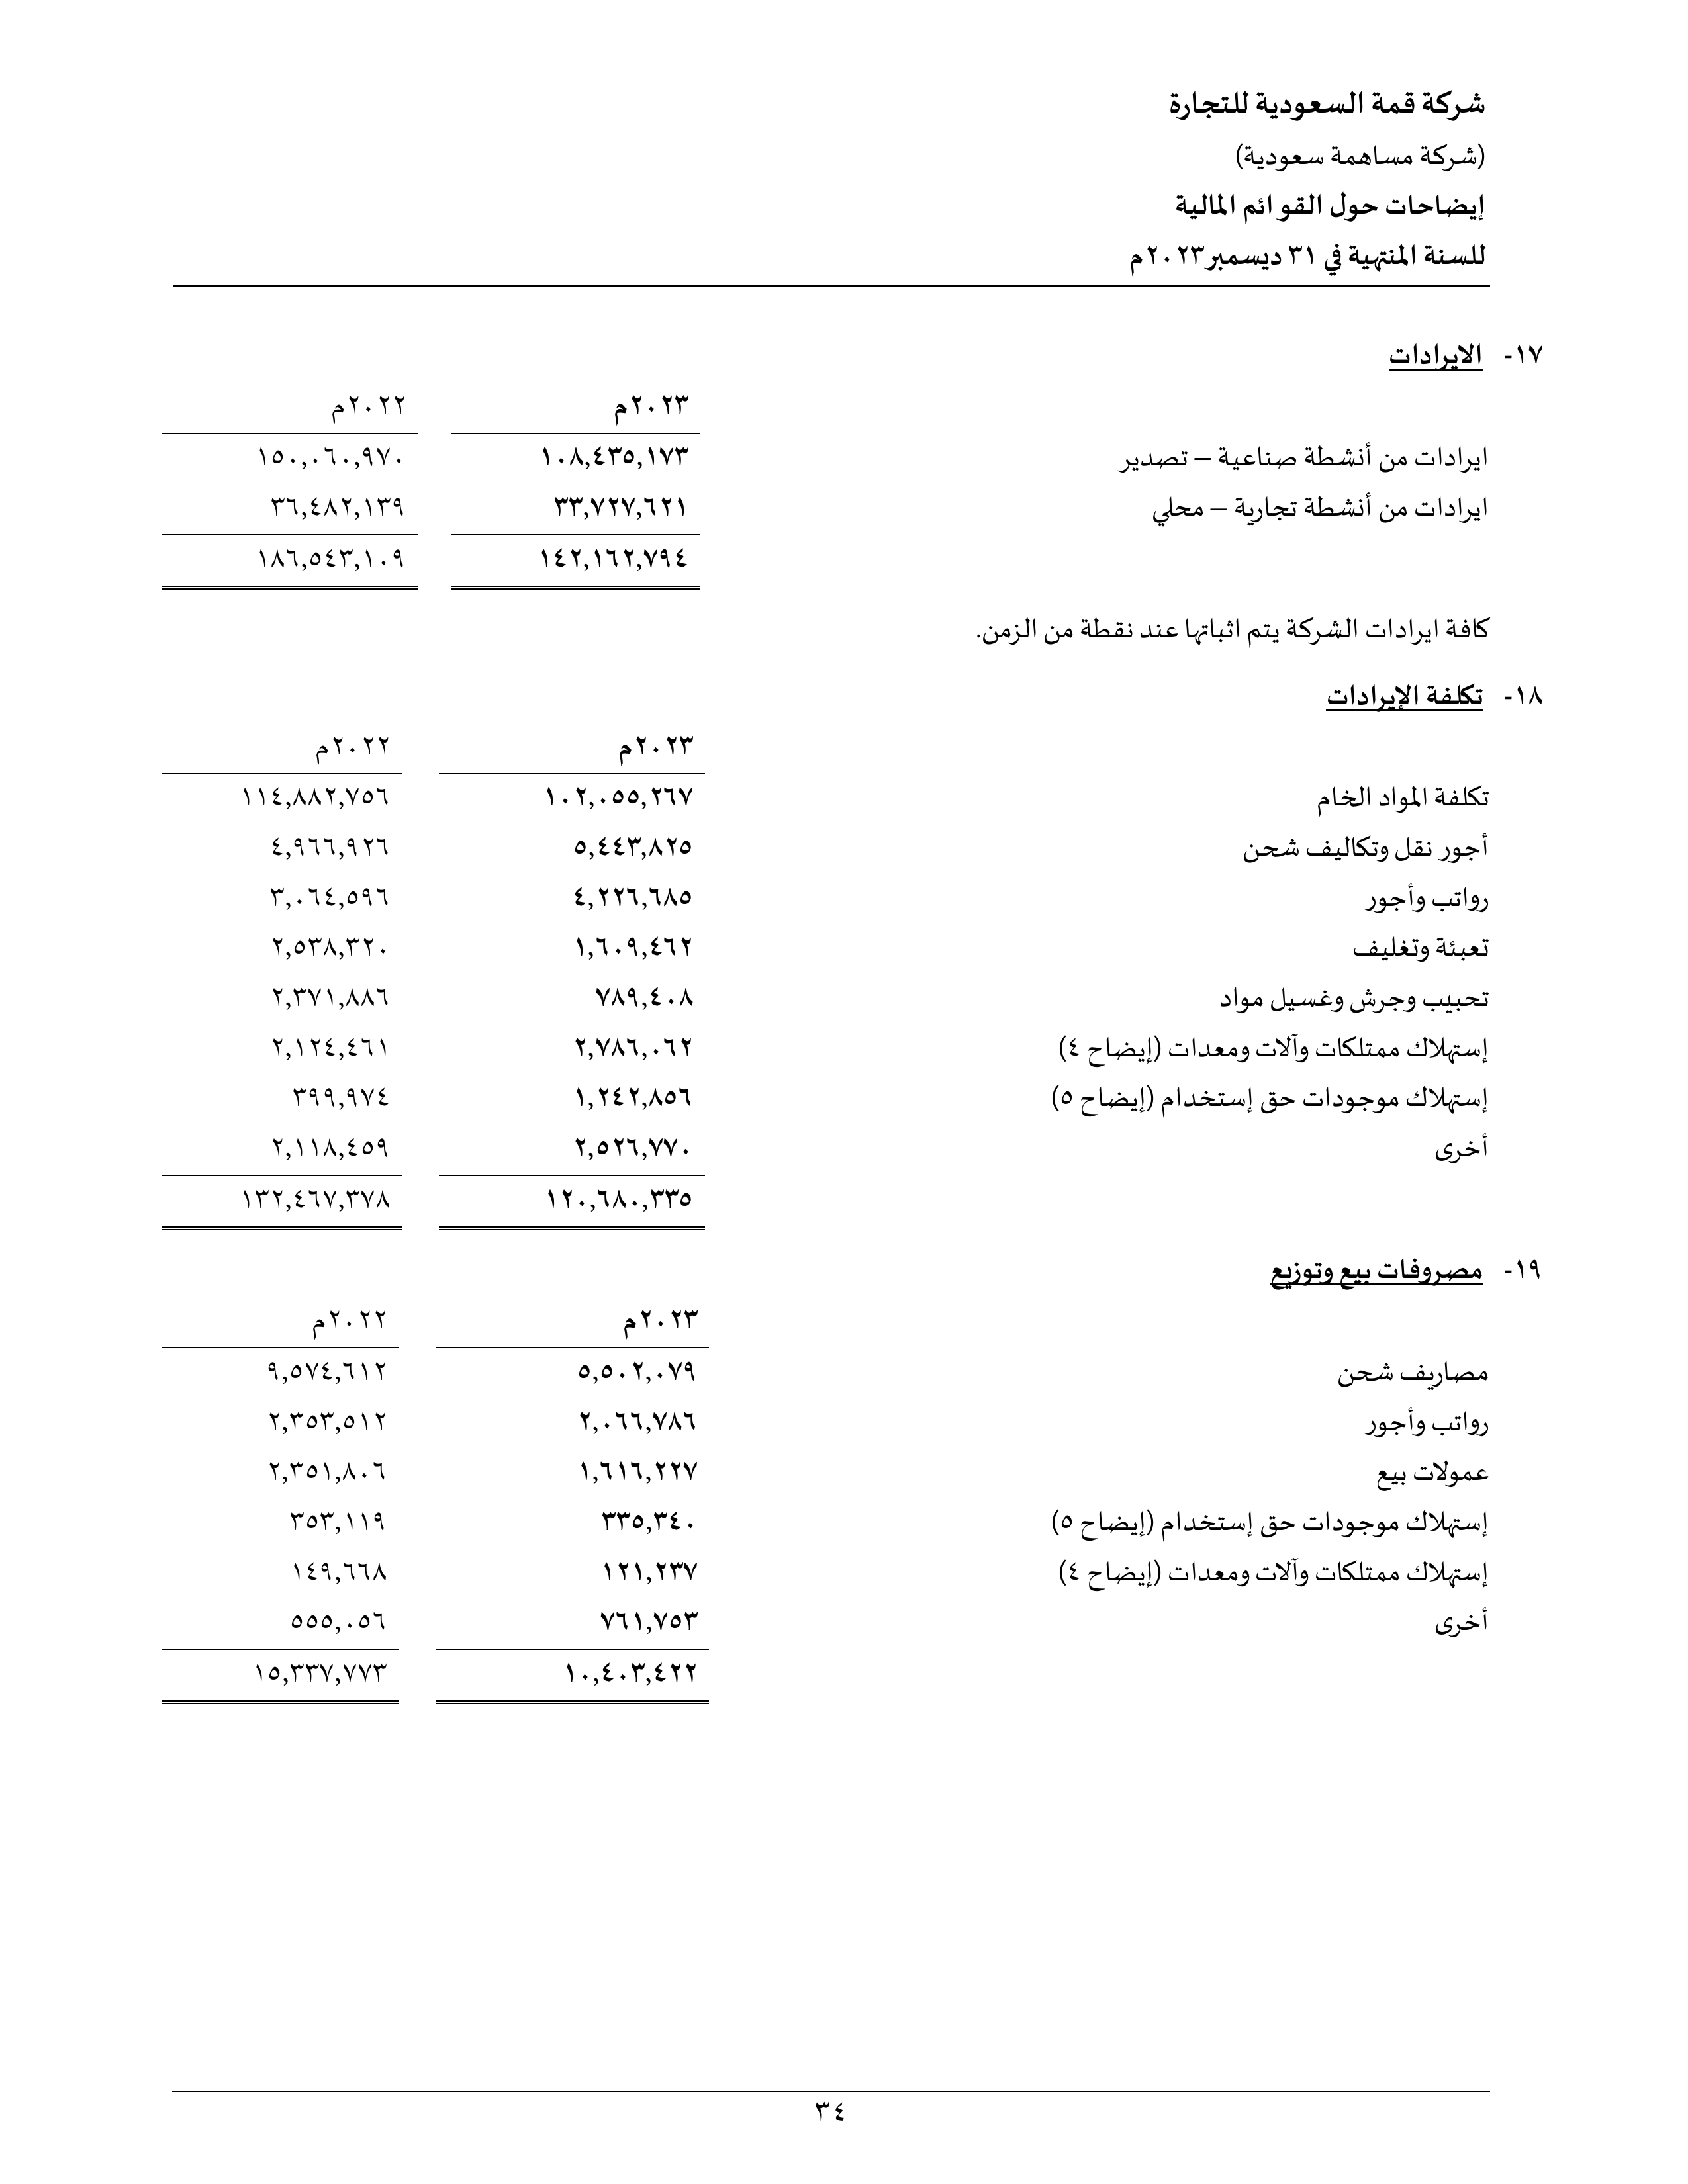 شركة قمة السعودية للتجارة
(شركة مساهمة سعودية)
إيضاحات حول القوائم المالية
للسنة المنتهية في ٣١ ديسمبر٢٠٢٣م
١٧- الايرادات
٢٠٢٣م ٢٠٢٢م
ايرادات من أنشطة صناعية – تصدير ١٠٨,٤٣٥,١٧٣ ١٥٠,٠٦٠,٩٧٠
ايرادات من أنشطة تجارية – محلي ٣٣,٧٢٧,٦٢١ ٣٦,٤٨٢,١٣٩
١٤٢,١٦٢,٧٩٤ ١٨٦,٥٤٣,١٠٩
كافة ايرادات الشركة يتم اثباتها عند نقطة من الزمن.
١٨- تكلفة الإيرادات
٢٠٢٣م ٢٠٢٢م
تكلفة المواد الخام ١٠٢,٠٥٥,٢٦٧ ١١٤,٨٨٢,٧٥٦
أجور نقل وتكاليف شحن ٥,٤٤٣,٨٢٥ ٤,٩٦٦,٩٢٦
رواتب وأجور ٤,٢٢٦,٦٨٥ ٣,٠٦٤,٥٩٦
تعبئة وتغليف ١,٦٠٩,٤٦٢ ٢,٥٣٨,٣٢٠
تحبيب وجرش وغسيل مواد ٧٨٩,٤٠٨ ٢,٣٧١,٨٨٦
إستهلاك ممتلكات وآلات ومعدات (إيضاح ٤) ٢,٧٨٦,٠٦٢ ٢,١٢٤,٤٦١
إستهلاك موجودات حق إستخدام (إيضاح ٥) ١,٢٤٢,٨٥٦ ٣٩٩,٩٧٤
أخرى ٢,٥٢٦,٧٧٠ ٢,١١٨,٤٥٩
١٢٠,٦٨٠,٣٣٥ ١٣٢,٤٦٧,٣٧٨
١٩- مصروفات بيع وتوزيع
٢٠٢٣م ٢٠٢٢م
مصاريف شحن ٥,٥٠٢,٠٧٩ ٩,٥٧٤,٦١٢
رواتب وأجور ٢,٠٦٦,٧٨٦ ٢,٣٥٣,٥١٢
عمولات بيع ١,٦١٦,٢٢٧ ٢,٣٥١,٨٠٦
إستهلاك موجودات حق إستخدام (إيضاح ٥) ٣٣٥,٣٤٠ ٣٥٣,١١٩
إستهلاك ممتلكات وآلات ومعدات (إيضاح ٤) ١٢١,٢٣٧ ١٤٩,٦٦٨
أخرى ٧٦١,٧٥٣ ٥٥٥,٠٥٦
١٠,٤٠٣,٤٢٢ ١٥,٣٣٧,٧٧٣
٣٤